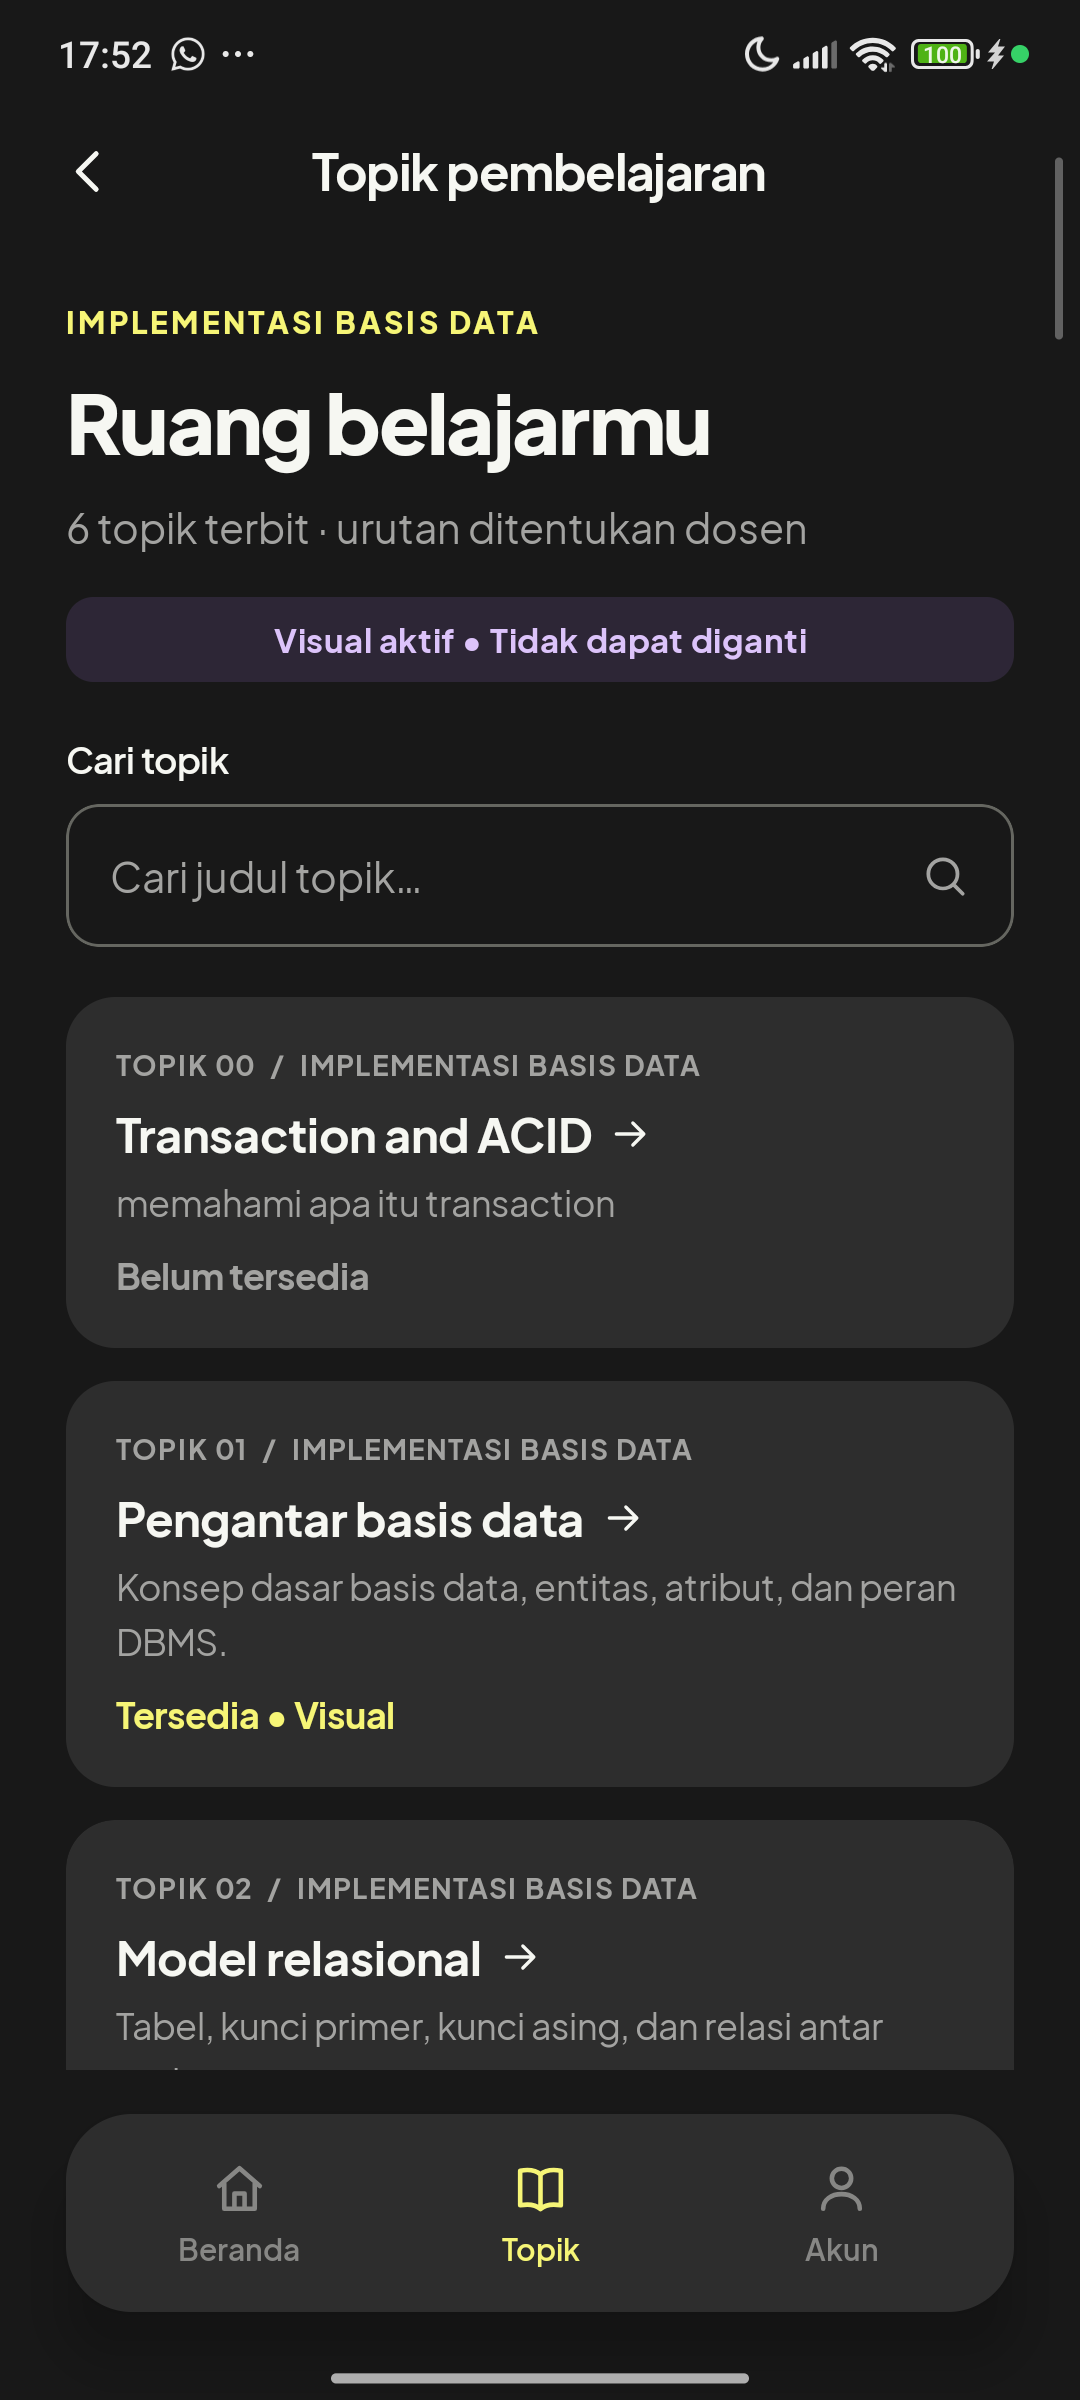 17:52
100
Topik pembelajaran
IMPLEMENTASI BASIS DATA
Ruang belajarmu
6 topik terbit · urutan ditentukan dosen
Visual aktif • Tidak dapat diganti
Cari topik
Cari judul topik...
TOPIK 00 / IMPLEMENTASI BASIS DATA
Transaction and ACID →
memahami apa itu transaction
Belum tersedia
TOPIK 01 / IMPLEMENTASI BASIS DATA
Pengantar basis data →
Konsep dasar basis data, entitas, atribut, dan peran
DBMS.
Tersedia • Visual
TOPIK 02 / IMPLEMENTASI BASIS DATA
Model relasional →
Tabel, kunci primer, kunci asing, dan relasi antar
Beranda
Topik
Akun